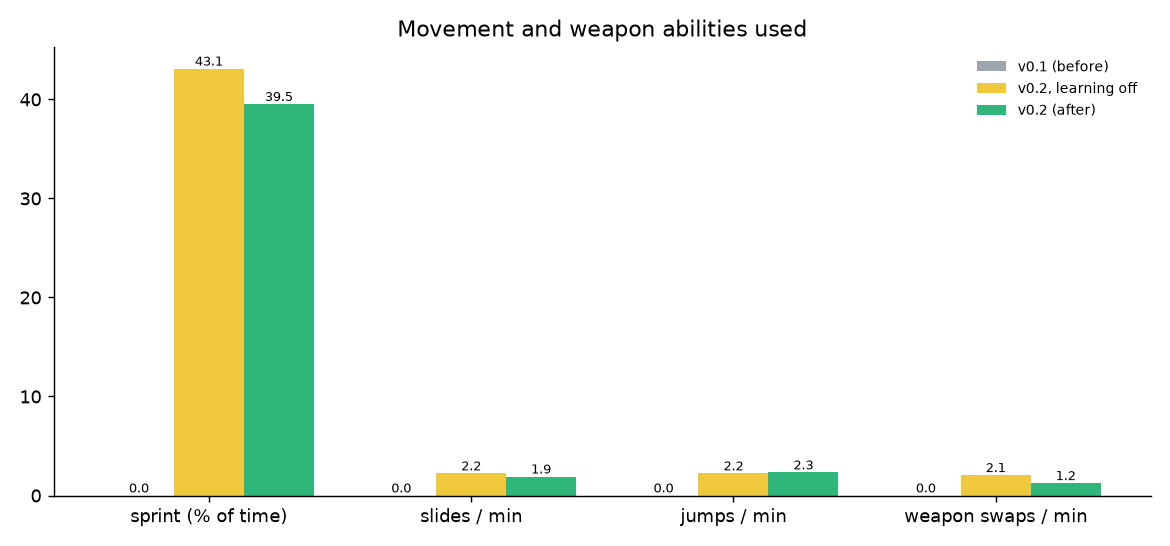 Movement and weapon abilities used
v0.1 (before)
v0.2, learning off
v0.2 (after)
40
30
20
10
0
0.0
43.1
39.5
0.0
2.2
1.9
0.0
2.2
2.3
0.0
2.1
1.2
sprint (% of time)
slides / min
jumps / min
weapon swaps / min